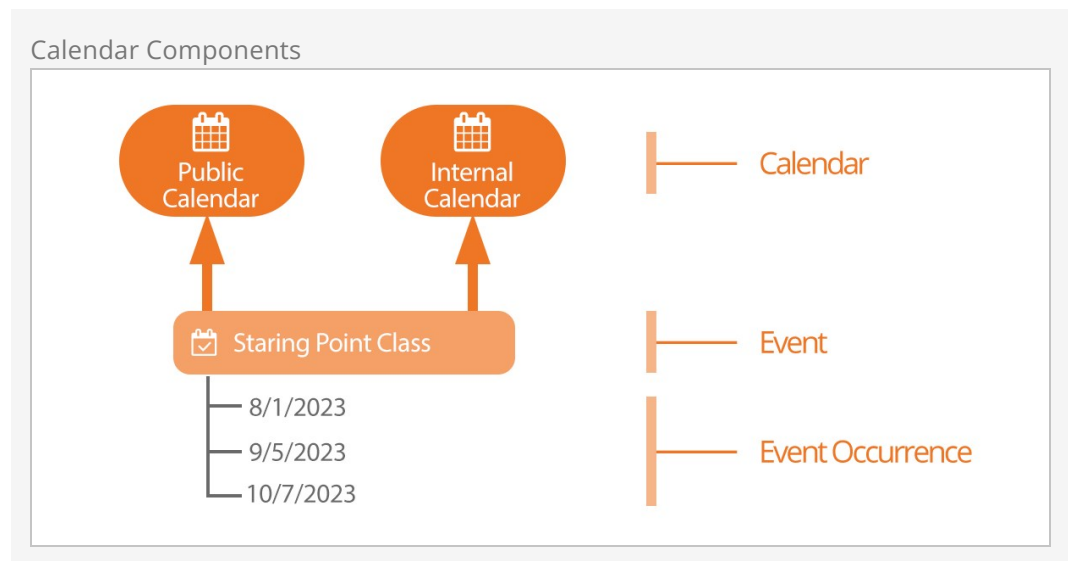 Calendar Components
Public
Calendar
Internal
Calendar
Calendar
Staring Point Class
Event
8/1/2023
9/5/2023
10/7/2023
Event Occurrence